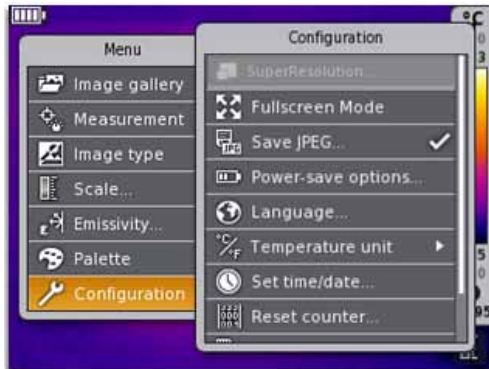 °C
Menu
Image gallery
Measurement
Image type
Scale...
Emissivity...
Palette
Configuration
Configuration
SuperResolution...
Fullscreen Mode
Save JPEG...
Power-save options...
Language...
Temperature unit
Set time/date...
Reset counter...